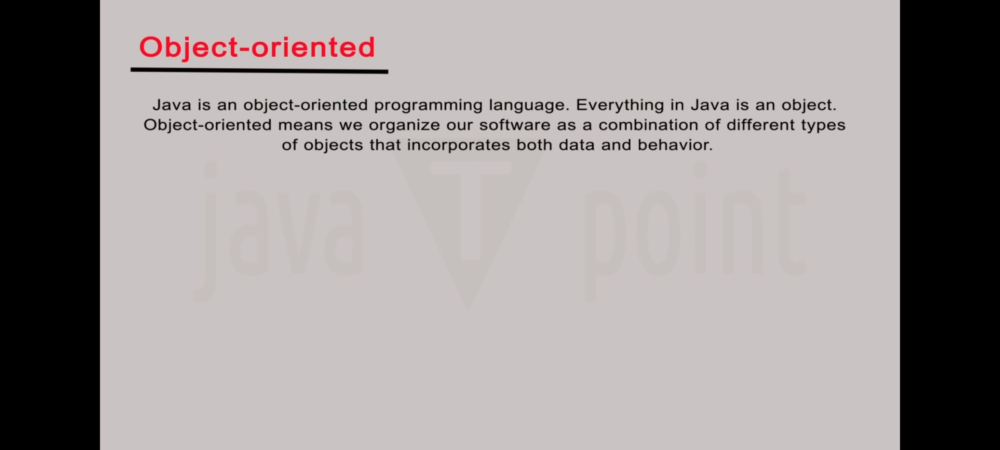 Object-oriented
Java is an object-oriented programming language. Everything in Java is an object.
Object-oriented means we organize our software as a combination of different types
of objects that incorporates both data and behavior.
java T point